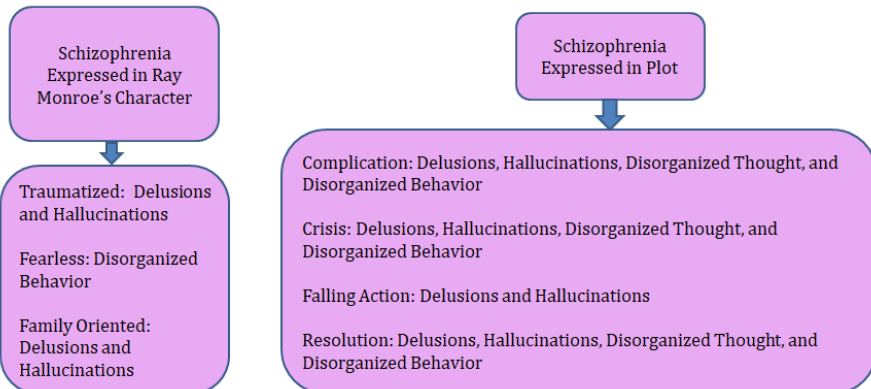 Schizophrenia
Expressed in Ray
Monroe's Character
Traumatized:  Delusions
and Hallucinations
Fearless: Disorganized
Behavior
Family Oriented:
Delusions and
Hallucinations
Schizophrenia
Expressed in Plot
Complication: Delusions, Hallucinations, Disorganized Thought, and
Disorganized Behavior
Crisis: Delusions, Hallucinations, Disorganized Thought, and
Disorganized Behavior
Falling Action: Delusions and Hallucinations
Resolution: Delusions, Hallucinations, Disorganized Thought, and
Disorganized Behavior